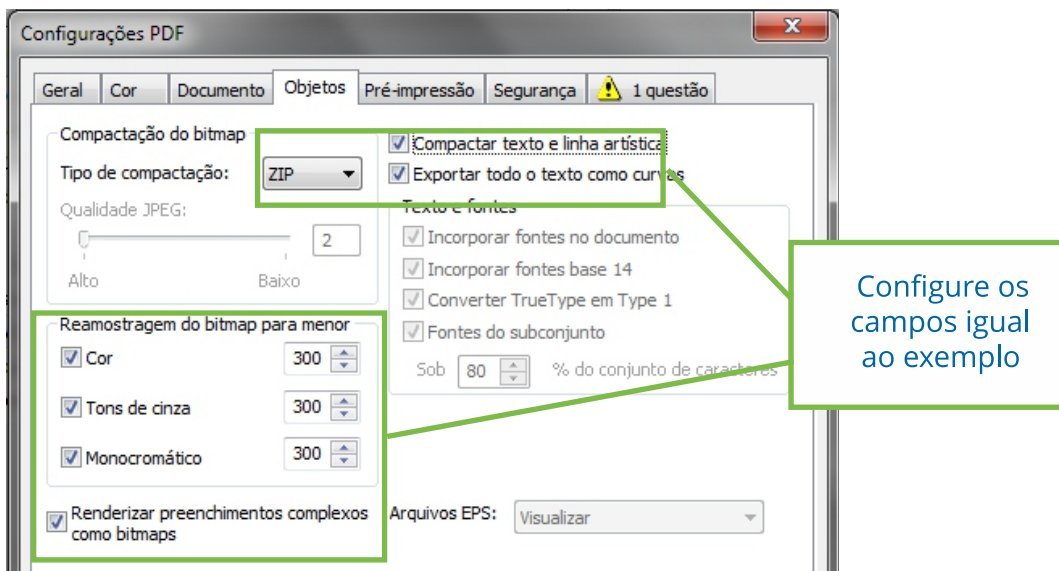 Configurações PDF
x
Geral Cor Documento Objetos Pré-impressão Segurança 1 questão
Compactação do bitmap
Tipo de compactação: ZIP
Qualidade JPEG:
2
Alto Baixo
Compactar texto e linha artística
Exportar todo o texto como curvas
Texto e fontes
Incorporar fontes no documento
Incorporar fontes base 14
Converter TrueType em Type 1
Fontes do subconjunto
Sob 80 % do conjunto de caracteres
Reamostragem do bitmap para menor
Cor 300
Tons de cinza 300
Monocromático 300
Renderizar preenchimentos complexos
como bitmaps
Arquivos EPS: Visualizar
Configure os
campos igual
ao exemplo